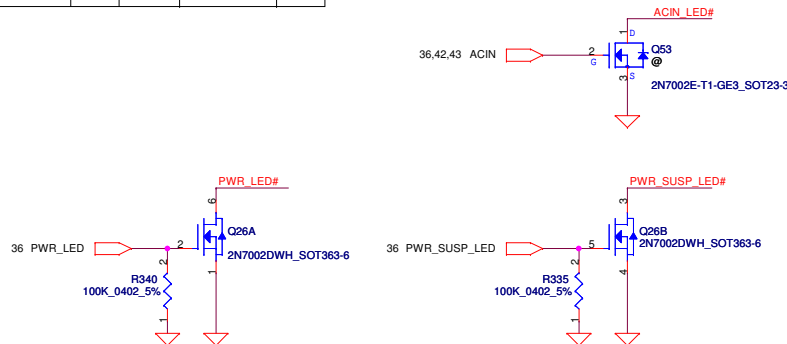 ACIN_LED#
1
D
36,42,43 ACIN
2
G
Q53
@
3
S
2N7002E-T1-GE3_SOT23-3
PWR_LED#
6
36 PWR_LED
2
Q26A
2N7002DWH_SOT363-6
1
2
R340
100K_0402_5%
1
PWR_SUSP_LED#
3
36 PWR_SUSP_LED
5
Q26B
2N7002DWH_SOT363-6
4
2
R335
100K_0402_5%
1